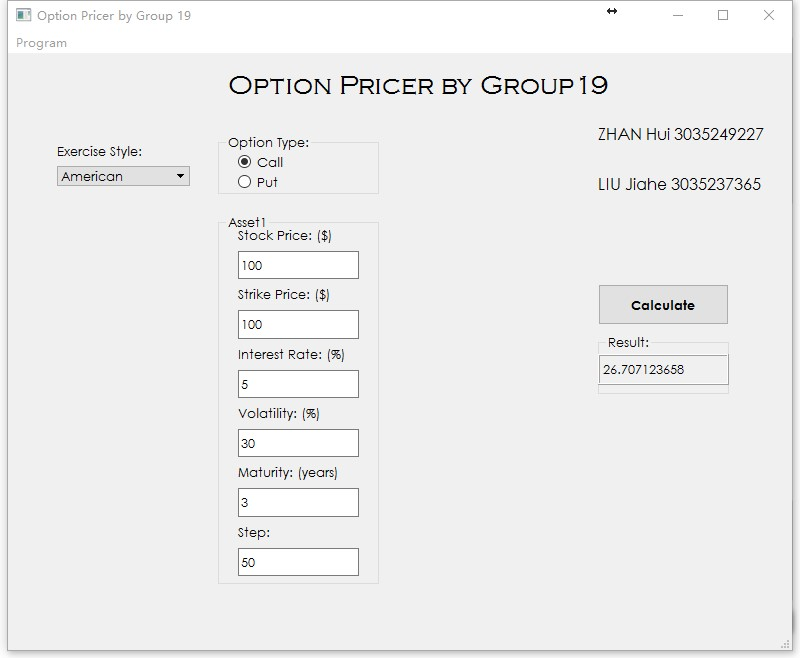 Option Pricer by Group 19
Program
Option Pricer by Group19
ZHAN Hui 3035249227
LIU Jiahe 3035237365
Exercise Style:
American
Option Type:
Call
Put
Asset1
Stock Price: ($)
100
Strike Price: ($)
100
Interest Rate: (%)
5
Volatility: (%)
30
Maturity: (years)
3
Step:
50
Calculate
Result:
26.707123658